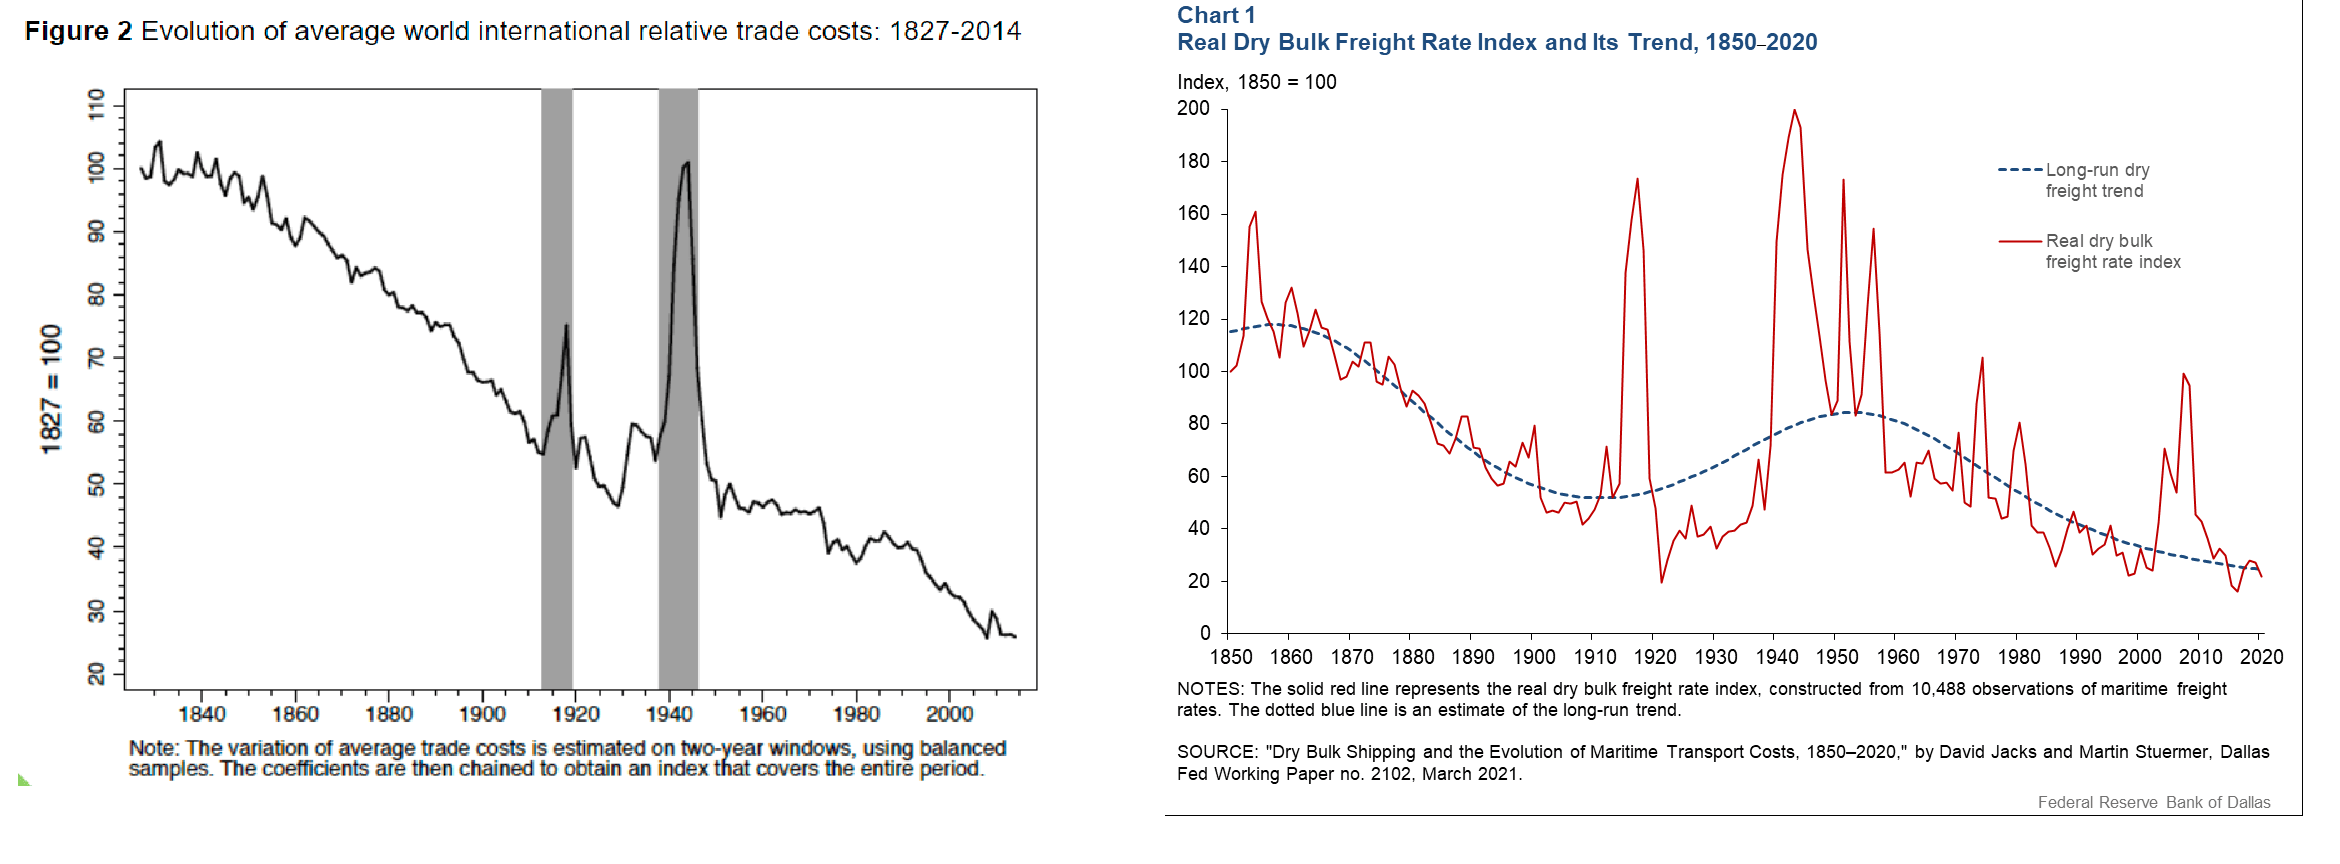 Figure 2 Evolution of average world international relative trade costs: 1827-2014
1827 = 100
110
100
90
80
70
60
50
40
30
20
1840 1860 1880 1900 1920 1940 1960 1980 2000
Note: The variation of average trade costs is estimated on two-year windows, using balanced
samples. The coefficients are then chained to obtain an index that covers the entire period.
Chart 1
Real Dry Bulk Freight Rate Index and Its Trend, 1850–2020
Index, 1850 = 100
200
180
160
140
120
100
80
60
40
20
0
Long-run dry
freight trend
Real dry bulk
freight rate index
1850 1860 1870 1880 1890 1900 1910 1920 1930 1940 1950 1960 1970 1980 1990 2000 2010 2020
NOTES: The solid red line represents the real dry bulk freight rate index, constructed from 10,488 observations of maritime freight
rates. The dotted blue line is an estimate of the long-run trend.
SOURCE: "Dry Bulk Shipping and the Evolution of Maritime Transport Costs, 1850–2020," by David Jacks and Martin Stuermer, Dallas
Fed Working Paper no. 2102, March 2021.
Federal Reserve Bank of Dallas